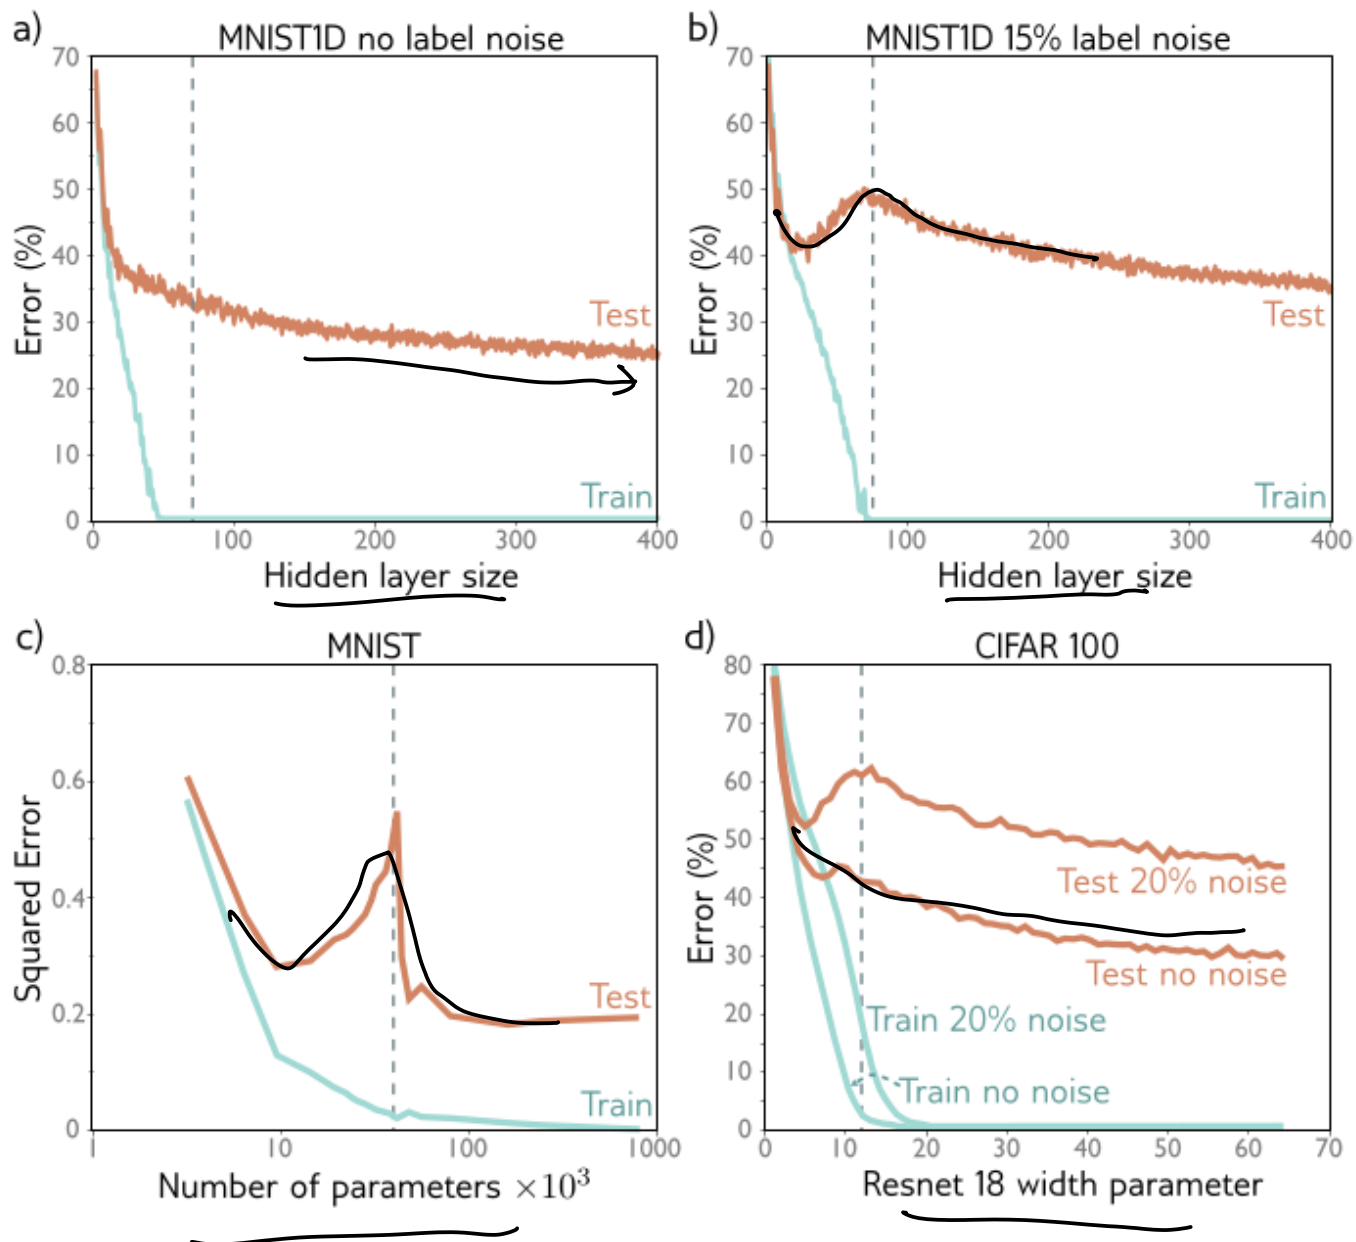 a)
MNIST1D no label noise
70
60
50
40
30
20
10
0
Error (%)
Test
Train
0 100 200 300 400
Hidden layer size
b)
MNIST1D 15% label noise
70
60
50
40
30
20
10
0
Error (%)
Test
Train
0 100 200 300 400
Hidden layer size
c)
MNIST
0.8
0.6
0.4
0.2
0
Squared Error
Test
Train
1 10 100 1000
Number of parameters ×10³
d)
CIFAR 100
80
70
60
50
40
30
20
10
0
Error (%)
Test 20% noise
Test no noise
Train 20% noise
Train no noise
0 10 20 30 40 50 60 70
Resnet 18 width parameter